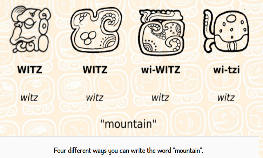 WITZ WITZ wi-WITZ wi-tzi
witz witz witz witz
"mountain"
Four different ways you can write the word "mountain".